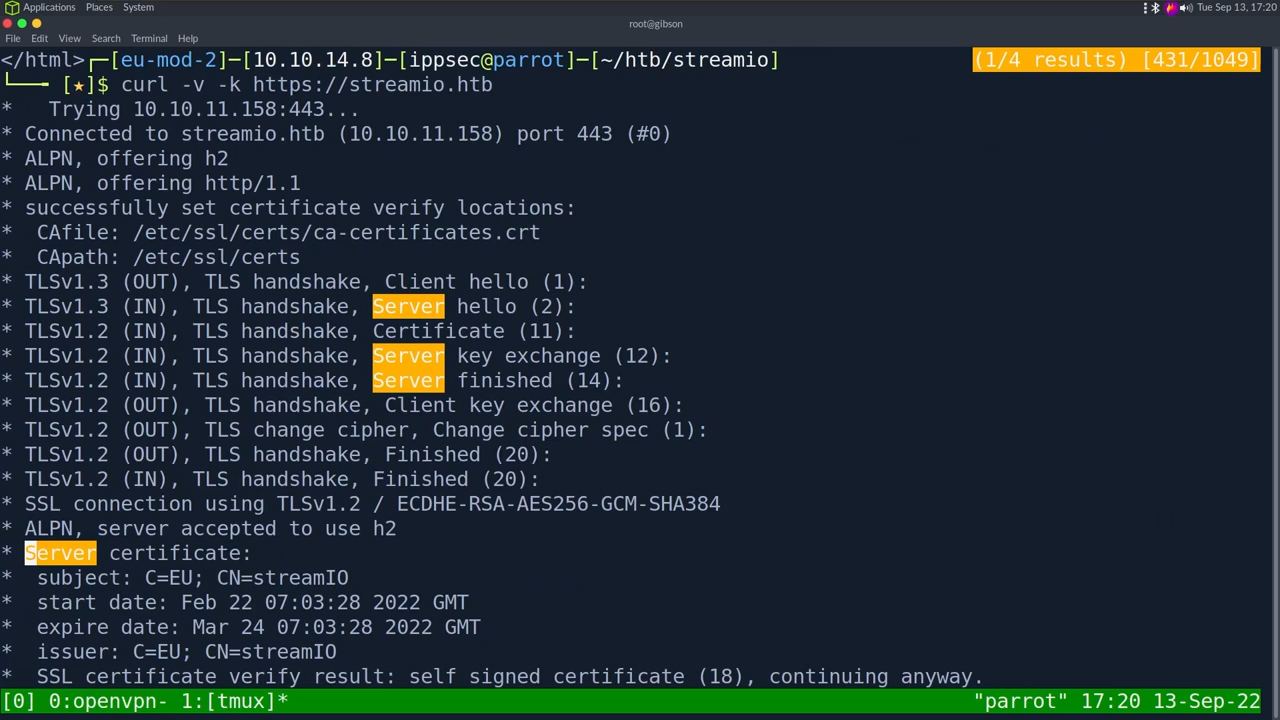 Applications Places System Tue Sep 13, 17:20
root@gibson
File Edit View Search Terminal Help
</html>┌─[eu-mod-2]─[10.10.14.8]─[ippsec@parrot]─[~/htb/streamio] (1/4 results) [431/1049]
└──╼ [★]$ curl -v -k https://streamio.htb
*   Trying 10.10.11.158:443...
* Connected to streamio.htb (10.10.11.158) port 443 (#0)
* ALPN, offering h2
* ALPN, offering http/1.1
* successfully set certificate verify locations:
*  CAfile: /etc/ssl/certs/ca-certificates.crt
*  CApath: /etc/ssl/certs
* TLSv1.3 (OUT), TLS handshake, Client hello (1):
* TLSv1.3 (IN), TLS handshake, Server hello (2):
* TLSv1.2 (IN), TLS handshake, Certificate (11):
* TLSv1.2 (IN), TLS handshake, Server key exchange (12):
* TLSv1.2 (IN), TLS handshake, Server finished (14):
* TLSv1.2 (OUT), TLS handshake, Client key exchange (16):
* TLSv1.2 (OUT), TLS change cipher, Change cipher spec (1):
* TLSv1.2 (OUT), TLS handshake, Finished (20):
* TLSv1.2 (IN), TLS handshake, Finished (20):
* SSL connection using TLSv1.2 / ECDHE-RSA-AES256-GCM-SHA384
* ALPN, server accepted to use h2
* Server certificate:
*  subject: C=EU; CN=streamIO
*  start date: Feb 22 07:03:28 2022 GMT
*  expire date: Mar 24 07:03:28 2022 GMT
*  issuer: C=EU; CN=streamIO
*  SSL certificate verify result: self signed certificate (18), continuing anyway.
[0] 0:openvpn- 1:[tmux]* "parrot" 17:20 13-Sep-22